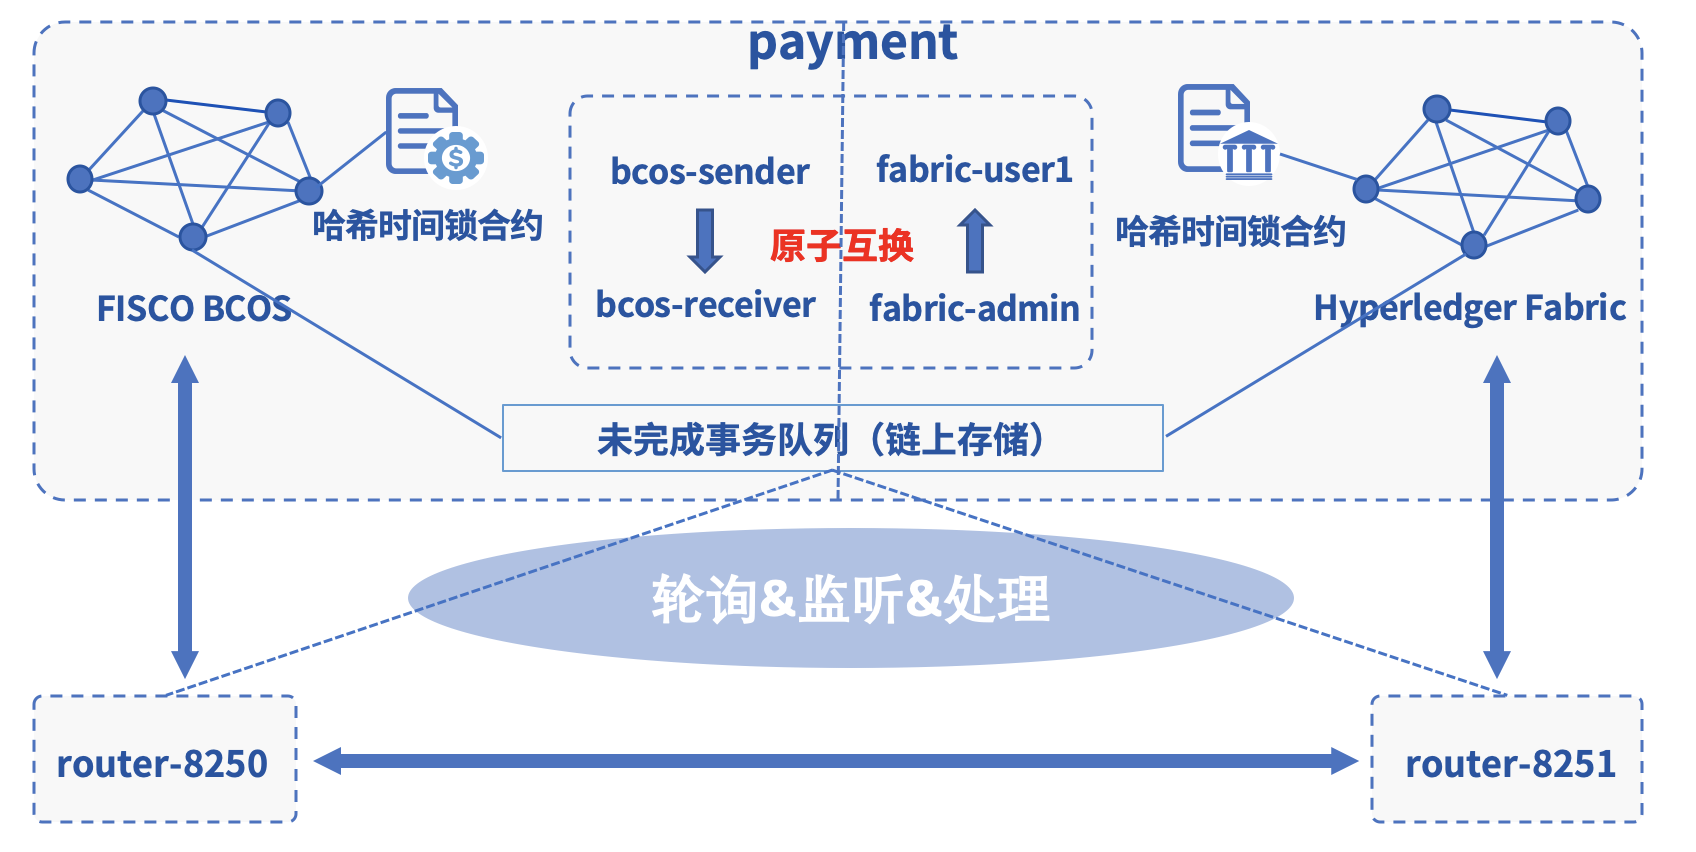 payment
bcos-sender
fabric-user1
哈希时间锁合约
原子互换
哈希时间锁合约
bcos-receiver
fabric-admin
FISCO BCOS
Hyperledger Fabric
未完成事务队列（链上存储）
轮询&监听&处理
router-8250
router-8251
$